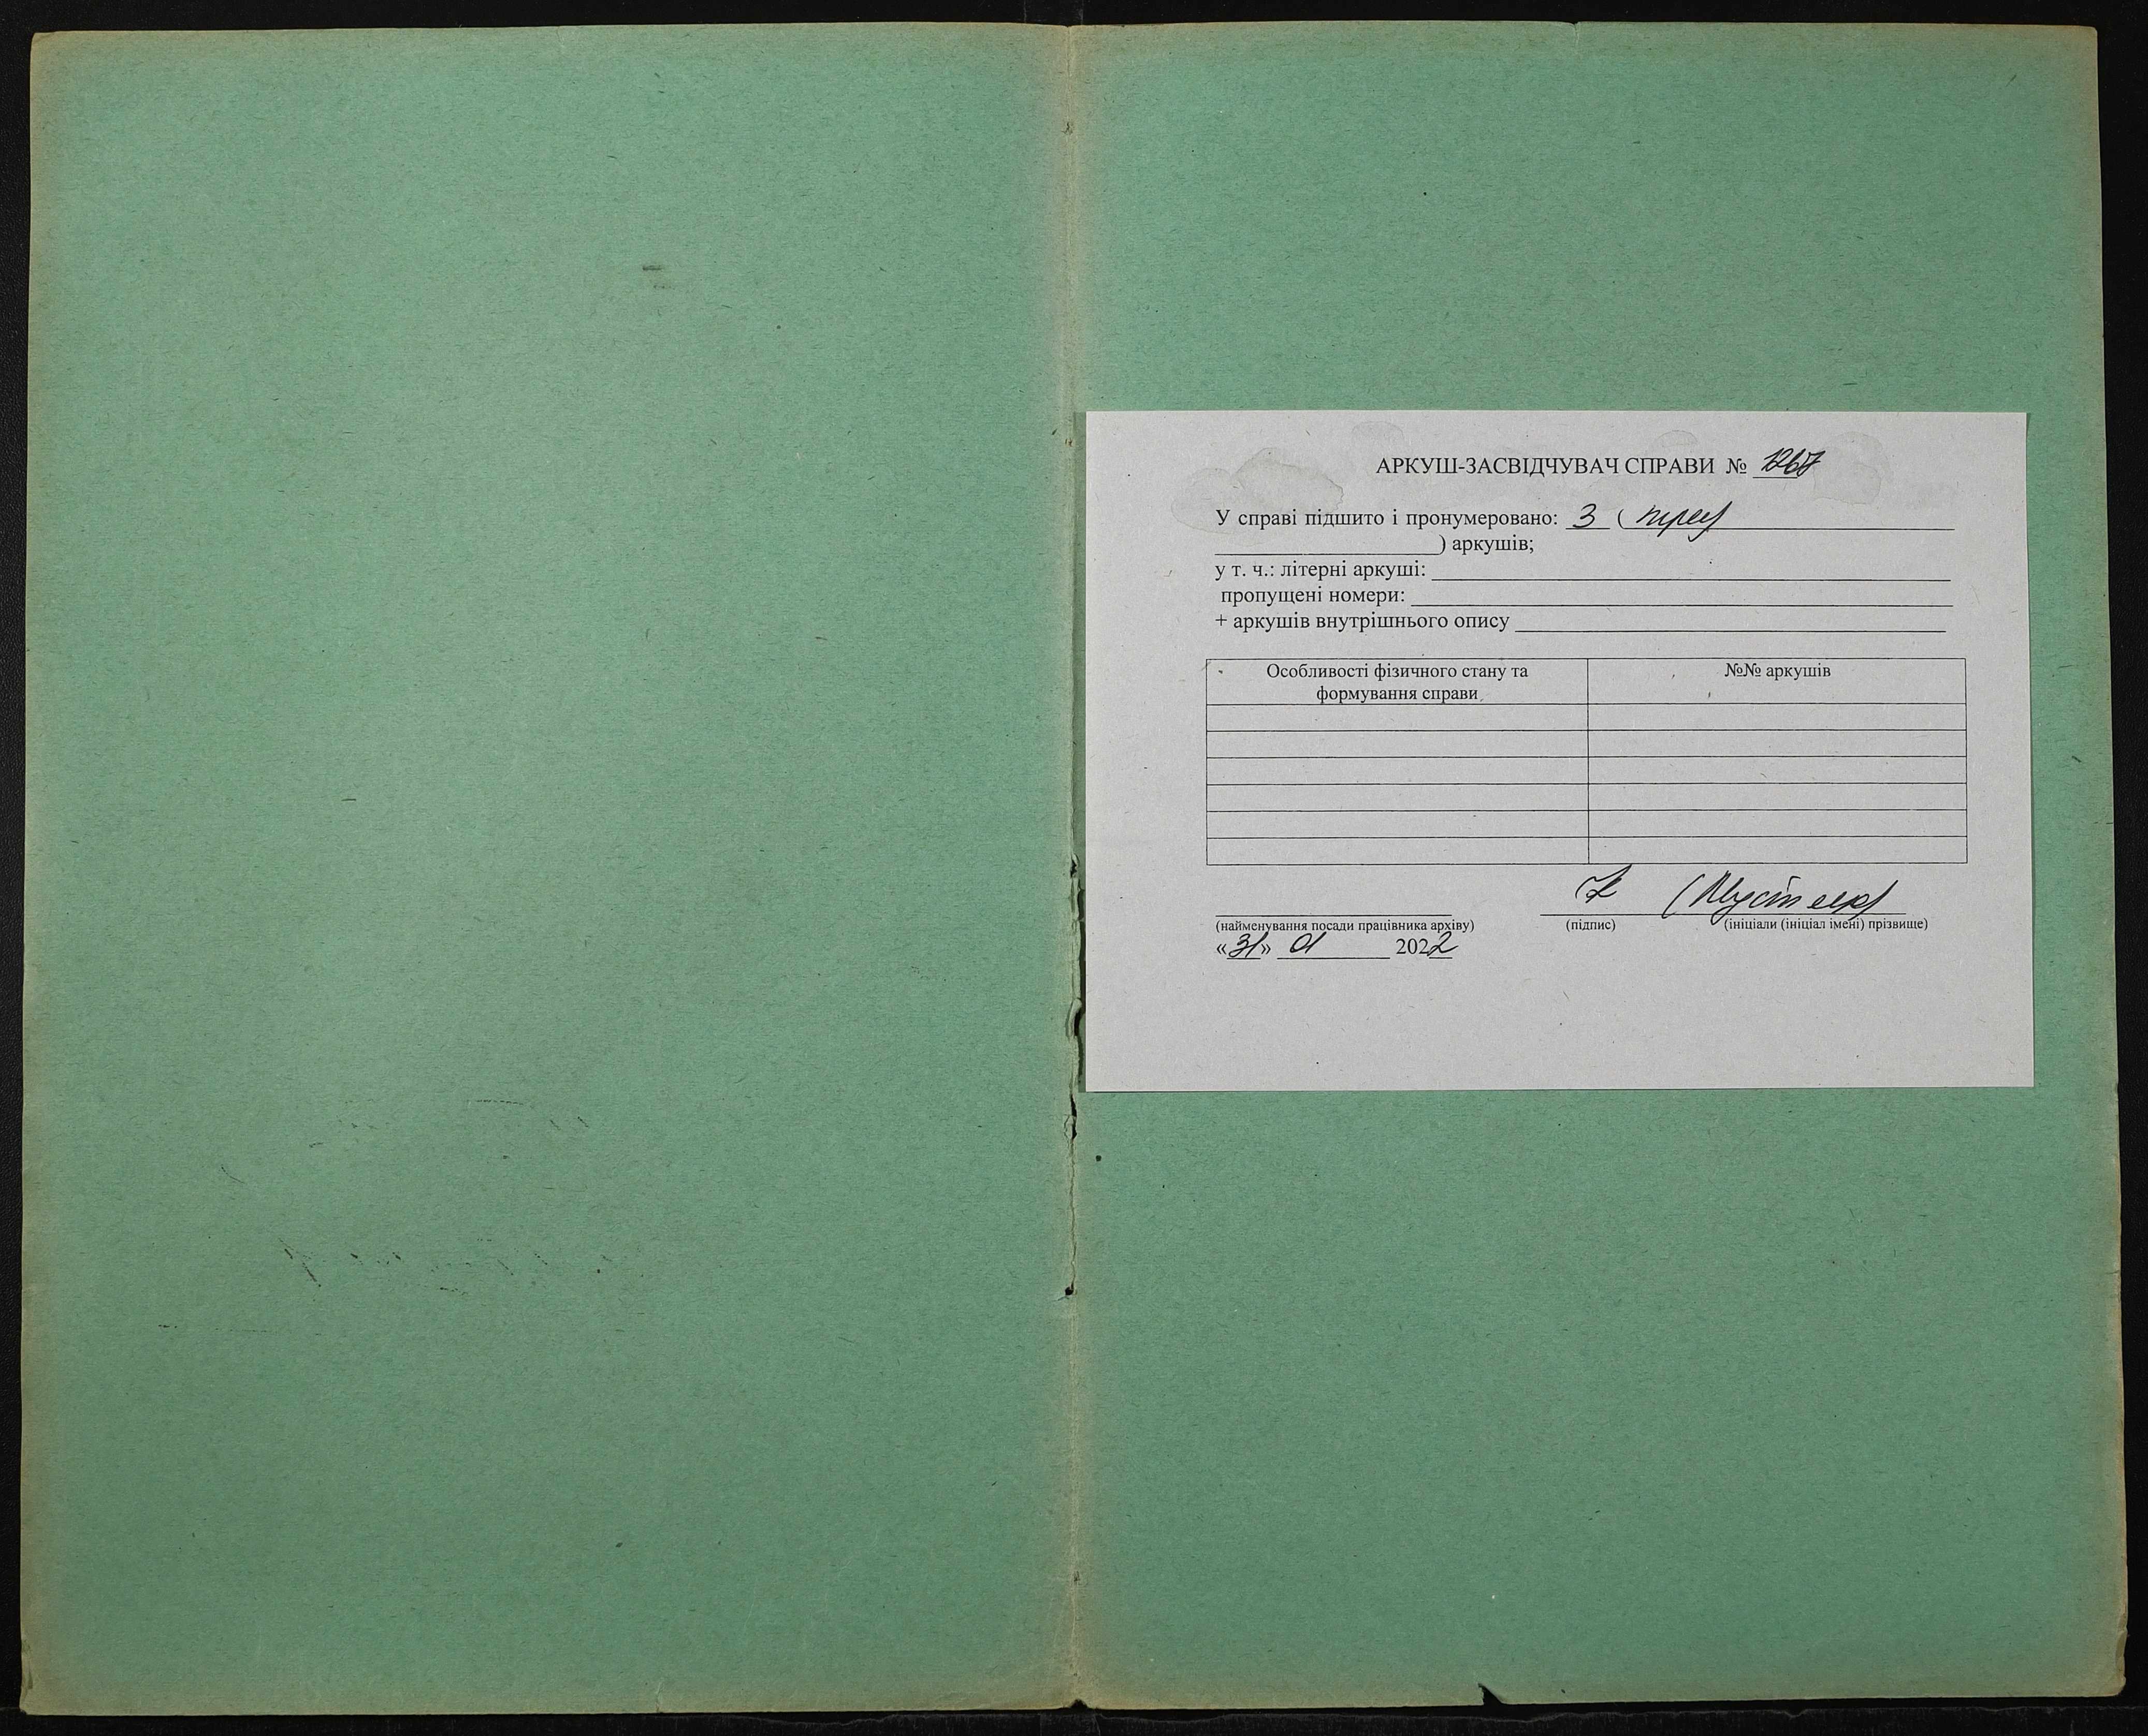 АРКУШ-ЗАСВІДЧУВАЧ СПРАВИ № 1267
У справі підшито і пронумеровано: 3 ( три
) аркушів;
у т. ч.: літерні аркуші:
пропущені номери:
+ аркушів внутрішнього опису
Особливості фізичного стану та формування справи
№№ аркушів
(найменування посади працівника архіву) (підпис) (ініціали (ініціал імені) прізвище)
«31» 01 2022